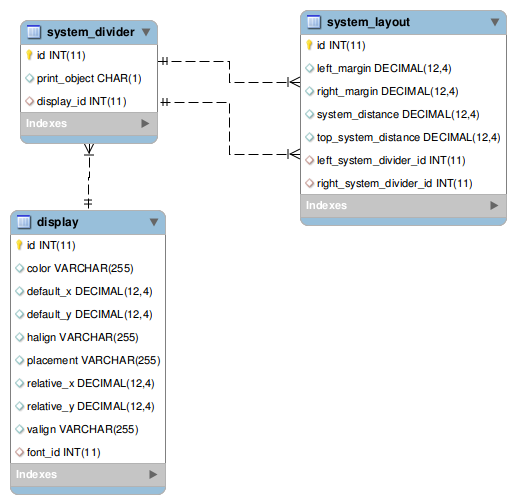 system_divider
id INT(11)
print_object CHAR(1)
display_id INT(11)
Indexes
system_layout
id INT(11)
left_margin DECIMAL(12,4)
right_margin DECIMAL(12,4)
system_distance DECIMAL(12,4)
top_system_distance DECIMAL(12,4)
left_system_divider_id INT(11)
right_system_divider_id INT(11)
Indexes
display
id INT(11)
color VARCHAR(255)
default_x DECIMAL(12,4)
default_y DECIMAL(12,4)
halign VARCHAR(255)
placement VARCHAR(255)
relative_x DECIMAL(12,4)
relative_y DECIMAL(12,4)
valign VARCHAR(255)
font_id INT(11)
Indexes